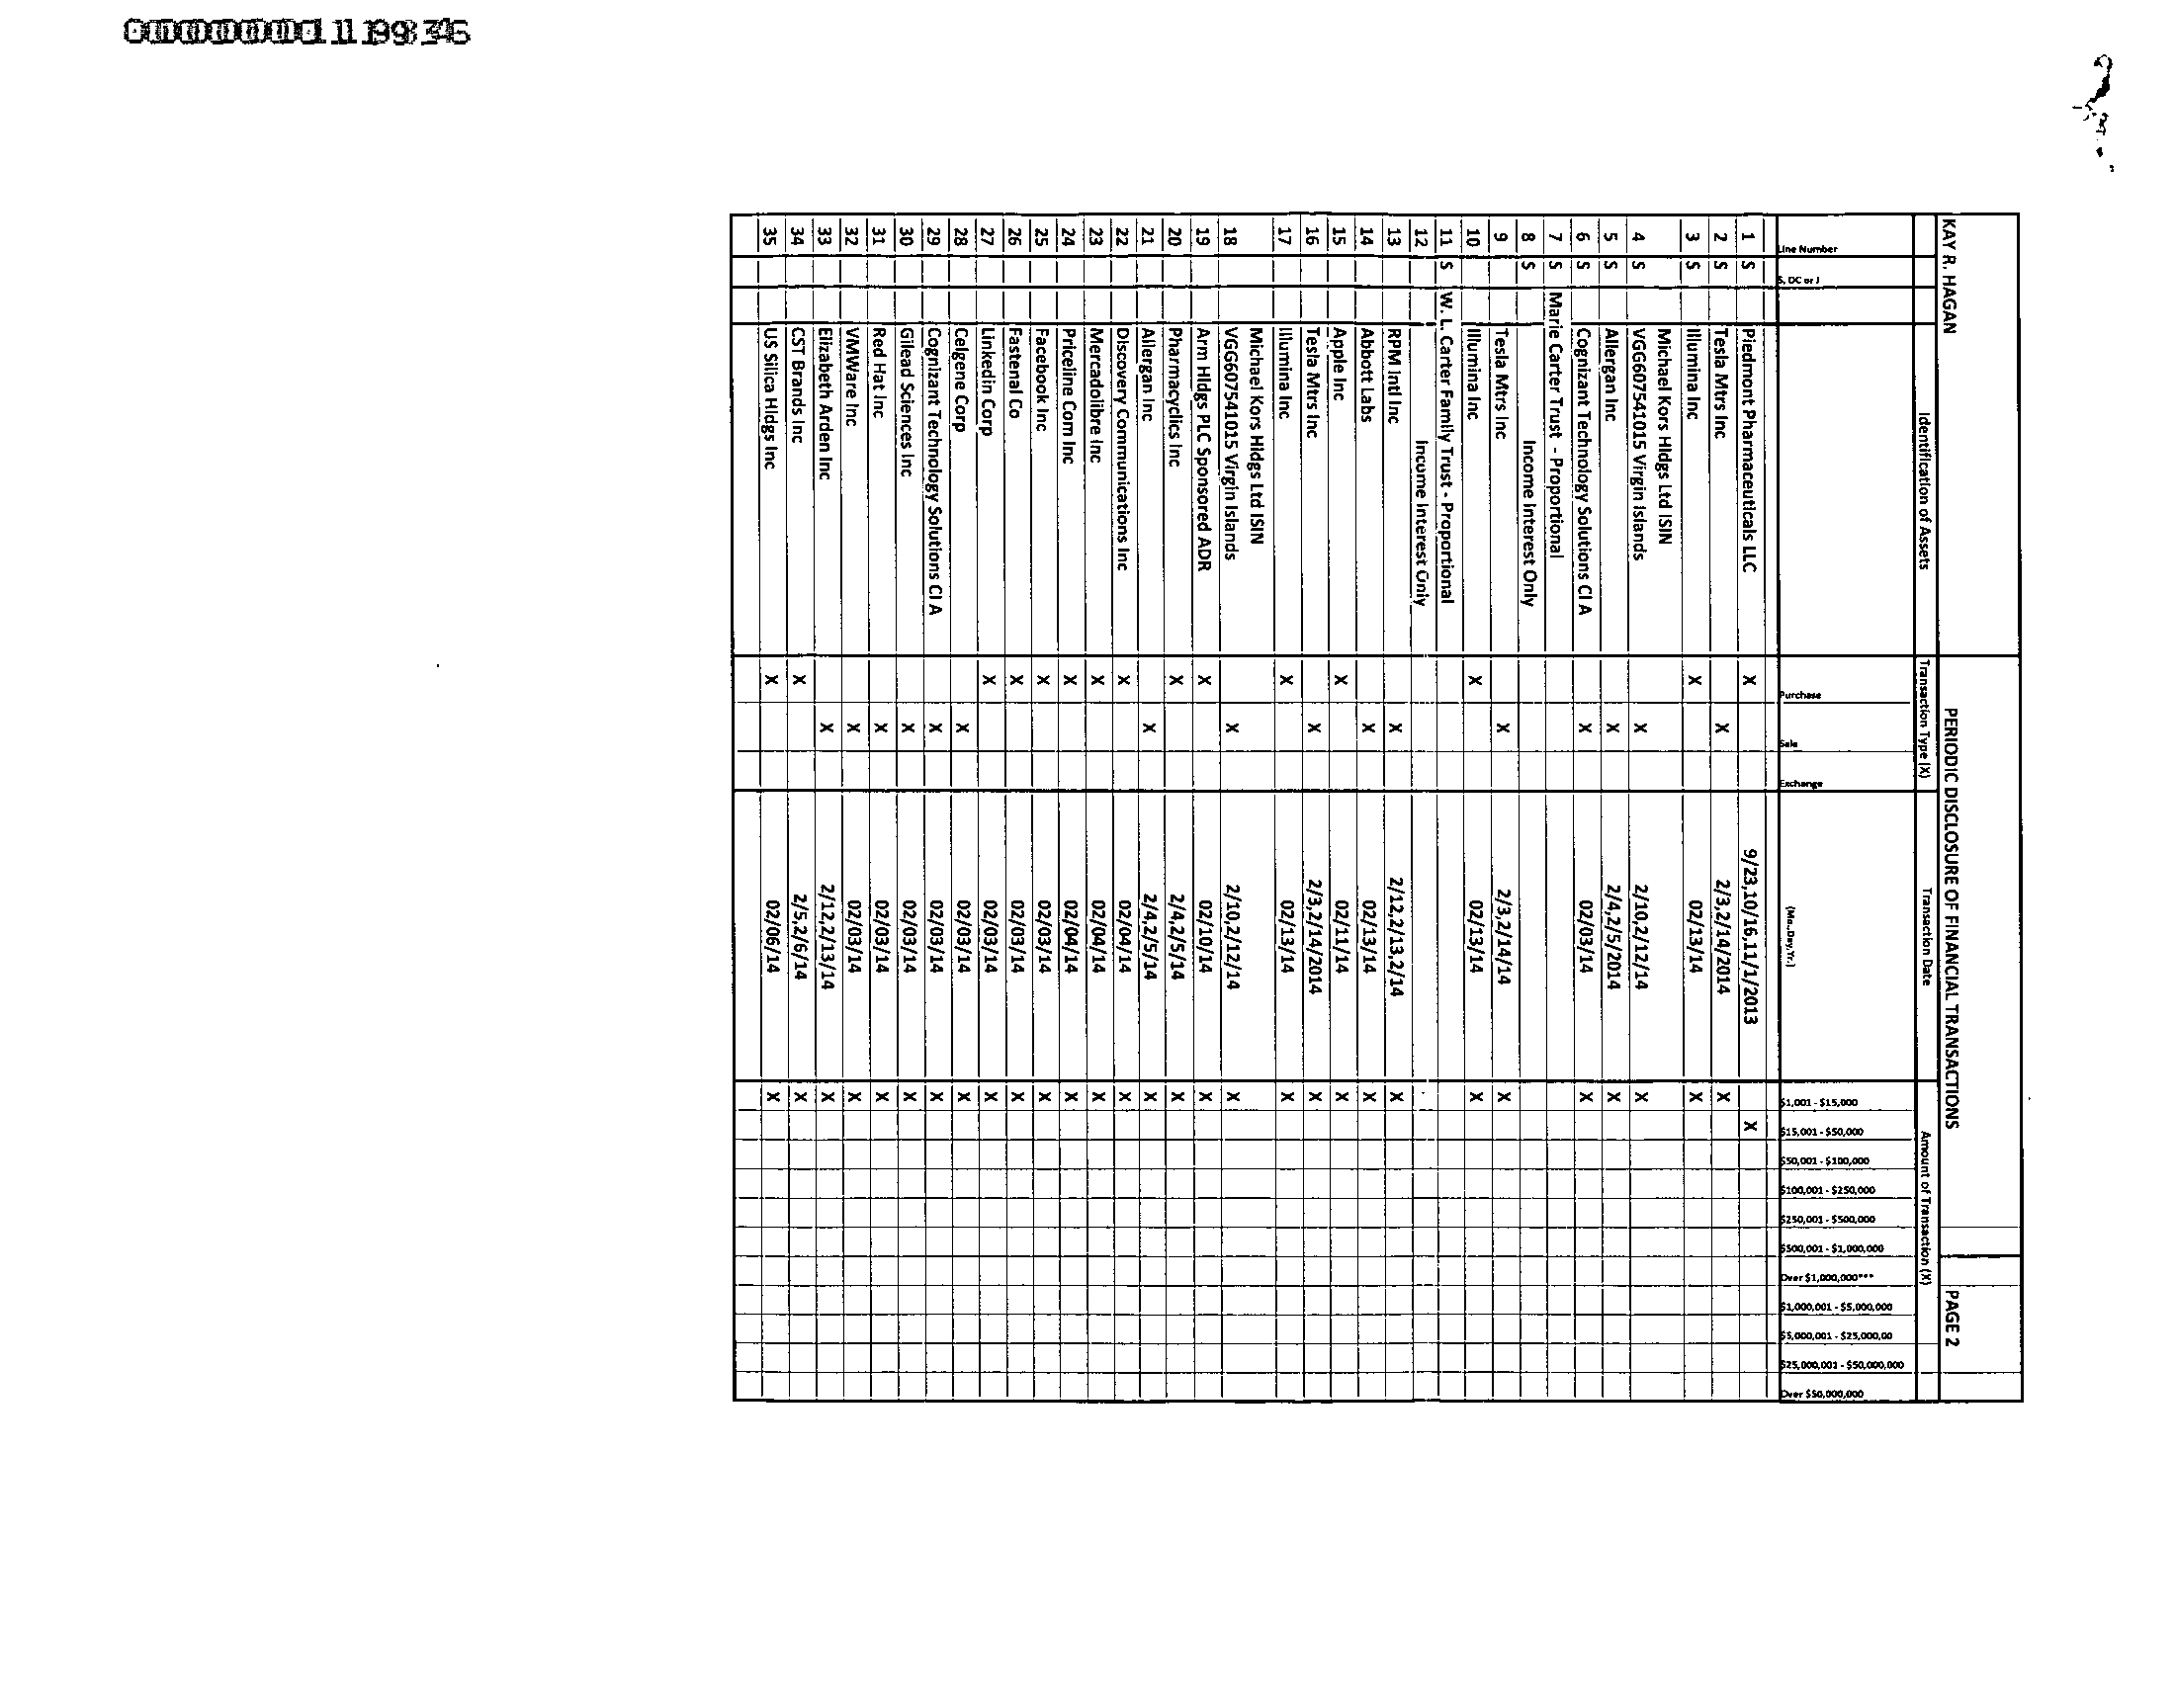 KAY R. HAGAN PERIODIC DISCLOSURE OF FINANCIAL TRANSACTIONS PAGE 2
Identification of Assets Transaction Type (X) Transaction Date Amount of Transaction (X)
Line Number S, DC or J Purchase Sale Exchange (Mo.,Day,Yr.) $1,001 - $15,000 $15,001 - $50,000 $50,001 - $100,000 $100,001 - $250,000 $250,001 - $500,000 $500,001 - $1,000,000 Over $1,000,000*** $1,000,001 - $5,000,000 $5,000,001 - $25,000,00 $25,000,001 - $50,000,000 Over $50,000,000
1 S Piedmont Pharmaceuticals LLC X 9/23,10/16,11/1/2013 X
2 S Tesla Mtrs Inc X 2/3,2/14/2014 X
3 S Illumina Inc X 02/13/14 X
Michael Kors Hldgs Ltd ISIN
4 S VGG607541015 Virgin Islands X 2/10,2/12/14 X
5 S Allergan Inc X 2/4,2/5/2014 X
6 S Cognizant Technology Solutions Cl A X 02/03/14 X
7 S Marie Carter Trust - Proportional
8 S Income Interest Only
9 Tesla Mtrs Inc X 2/3,2/14/14 X
10 Illumina Inc X 02/13/14 X
11 S W. L. Carter Family Trust - Proportional
12 Income Interest Only
13 RPM Intl Inc X 2/12,2/13,2/14 X
14 Abbott Labs X 02/13/14 X
15 Apple Inc X 02/11/14 X
16 Tesla Mtrs Inc X 2/3,2/14/2014 X
17 Illumina Inc X 02/13/14 X
Michael Kors Hldgs Ltd ISIN
18 VGG607541015 Virgin Islands X 2/10,2/12/14 X
19 Arm Hldgs PLC Sponsored ADR X 02/10/14 X
20 Pharmacyclics Inc X 2/4,2/5/14 X
21 Allergan Inc X 2/4,2/5/14 X
22 Discovery Communications Inc X 02/04/14 X
23 Mercadolibre Inc X 02/04/14 X
24 Priceline Com Inc X 02/04/14 X
25 Facebook Inc X 02/03/14 X
26 Fastenal Co X 02/03/14 X
27 Linkedin Corp X 02/03/14 X
28 Celgene Corp X 02/03/14 X
29 Cognizant Technology Solutions Cl A X 02/03/14 X
30 Gilead Sciences Inc X 02/03/14 X
31 Red Hat Inc X 02/03/14 X
32 VMWare Inc X 02/03/14 X
33 Elizabeth Arden Inc X 2/12,2/13/14 X
34 CST Brands Inc X 2/5,2/6/14 X
35 US Silica Hldgs Inc X 02/06/14 X